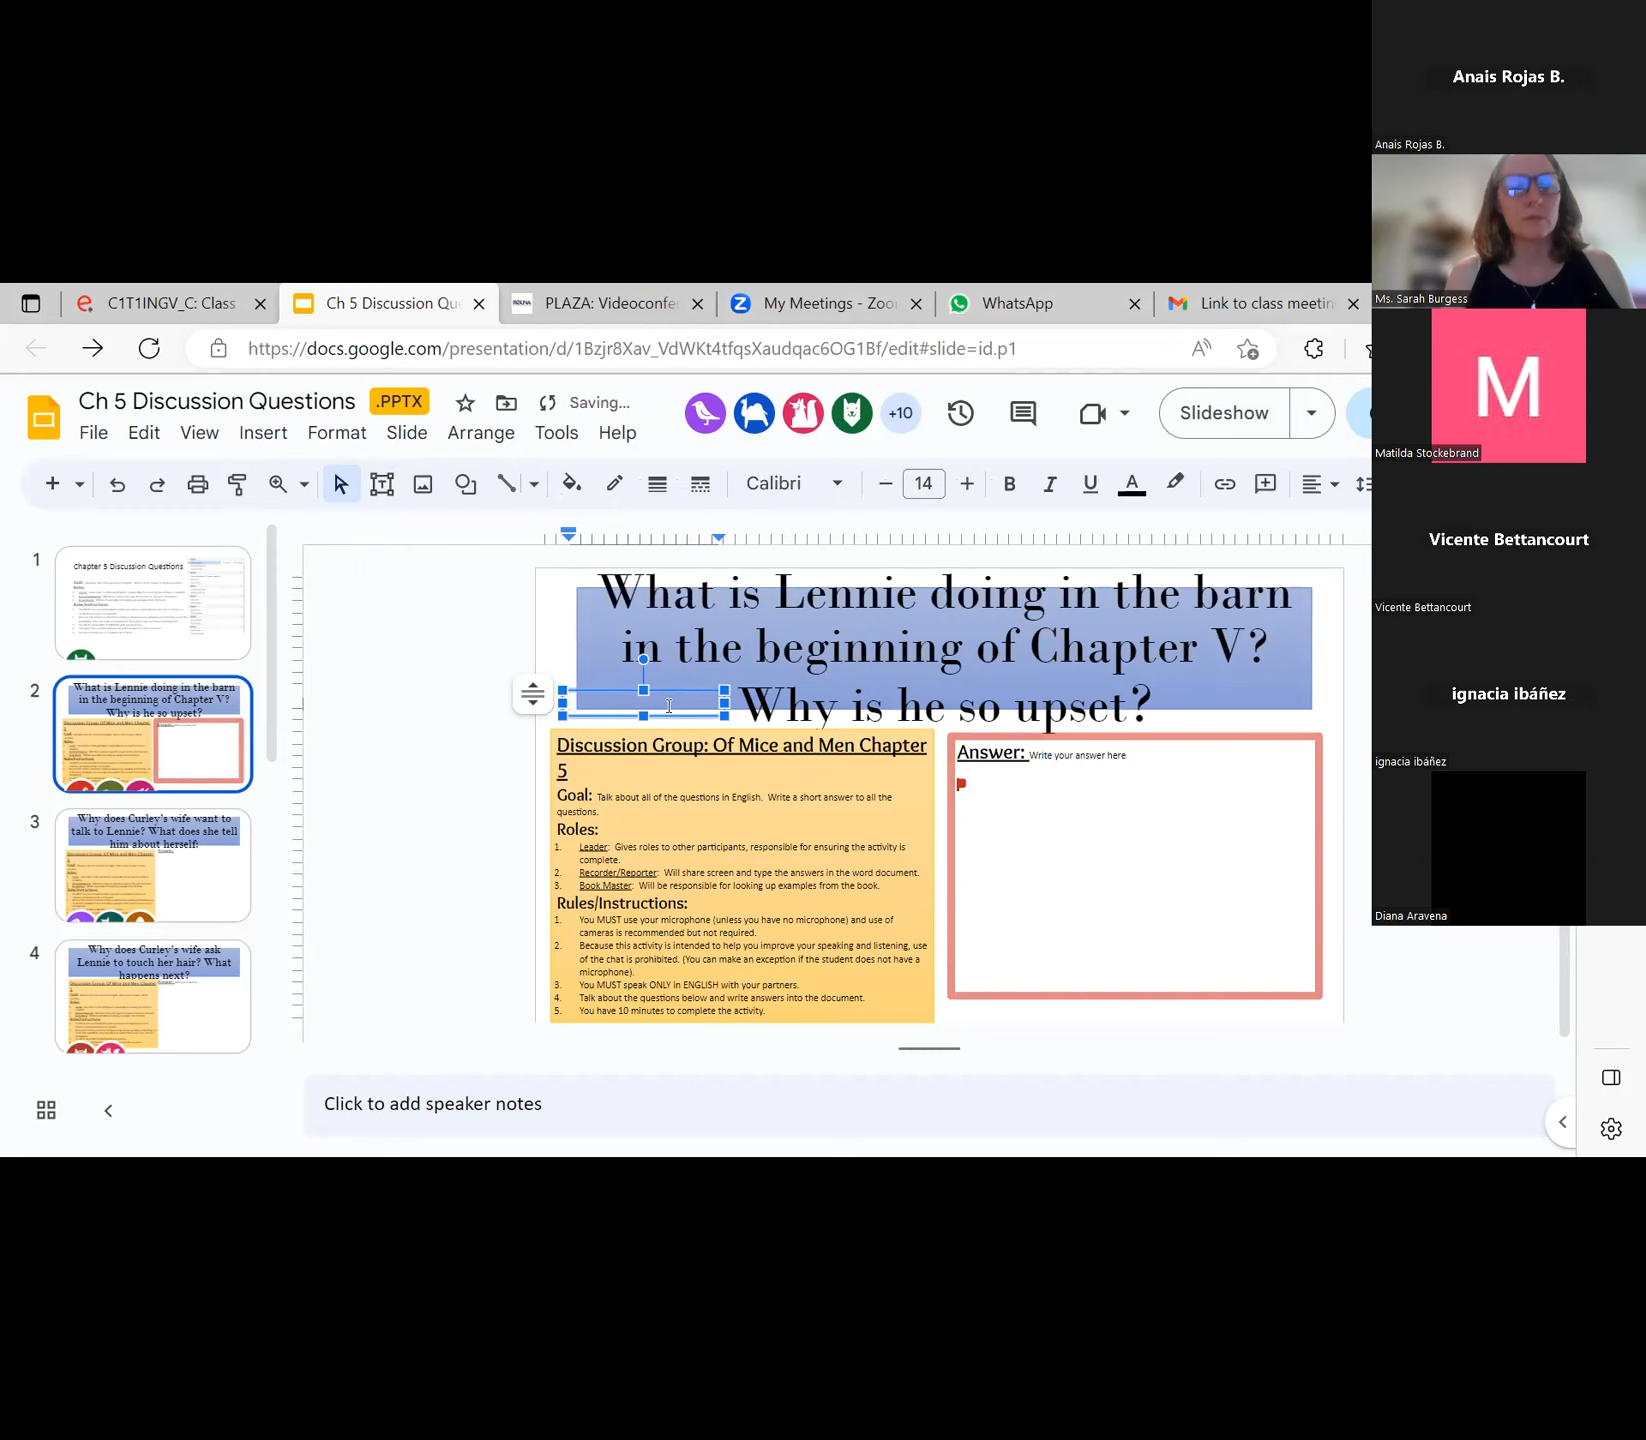 Anais Rojas B.
Anais Rojas B.
Ms. Sarah Burgess
M
Matilda Stockebrand
Vicente Bettancourt
Vicente Bettancourt
ignacia ibáñez
ignacia ibáñez
Diana Aravena
C1T1INGV_C: Class
Ch 5 Discussion Qu
PLAZA: Videoconfe
My Meetings - Zoo
WhatsApp
Link to class meetin
https://docs.google.com/presentation/d/1Bzjr8Xav_VdWKt4tfqsXaudqac6OG1Bf/edit#slide=id.p1
Ch 5 Discussion Questions
.PPTX
Saving...
+10
Slideshow
File Edit View Insert Format Slide Arrange Tools Help
Calibri
14
1
Chapter 5 Discussion Questions
2
What is Lennie doing in the barn
in the beginning of Chapter V?
Why is he so upset?
3
Why does Curley's wife want to
talk to Lennie? What does she tell
him about herself:
4
Why does Curley's wife ask
Lennie to touch her hair? What
happens next?
What is Lennie doing in the barn
in the beginning of Chapter V?
Why is he so upset?
Discussion Group: Of Mice and Men Chapter
5
Goal: Talk about all of the questions in English. Write a short answer to all the
questions.
Roles:
1. Leader: Gives roles to other participants, responsible for ensuring the activity is
complete.
2. Recorder/Reporter: Will share screen and type the answers in the word document.
3. Book Master: Will be responsible for looking up examples from the book.
Rules/Instructions:
1. You MUST use your microphone (unless you have no microphone) and use of
cameras is recommended but not required.
2. Because this activity is intended to help you improve your speaking and listening, use
of the chat is prohibited. (You can make an exception if the student does not have a
microphone).
3. You MUST speak ONLY in ENGLISH with your partners.
4. Talk about the questions below and write answers into the document.
5. You have 10 minutes to complete the activity.
Answer: Write your answer here
Click to add speaker notes